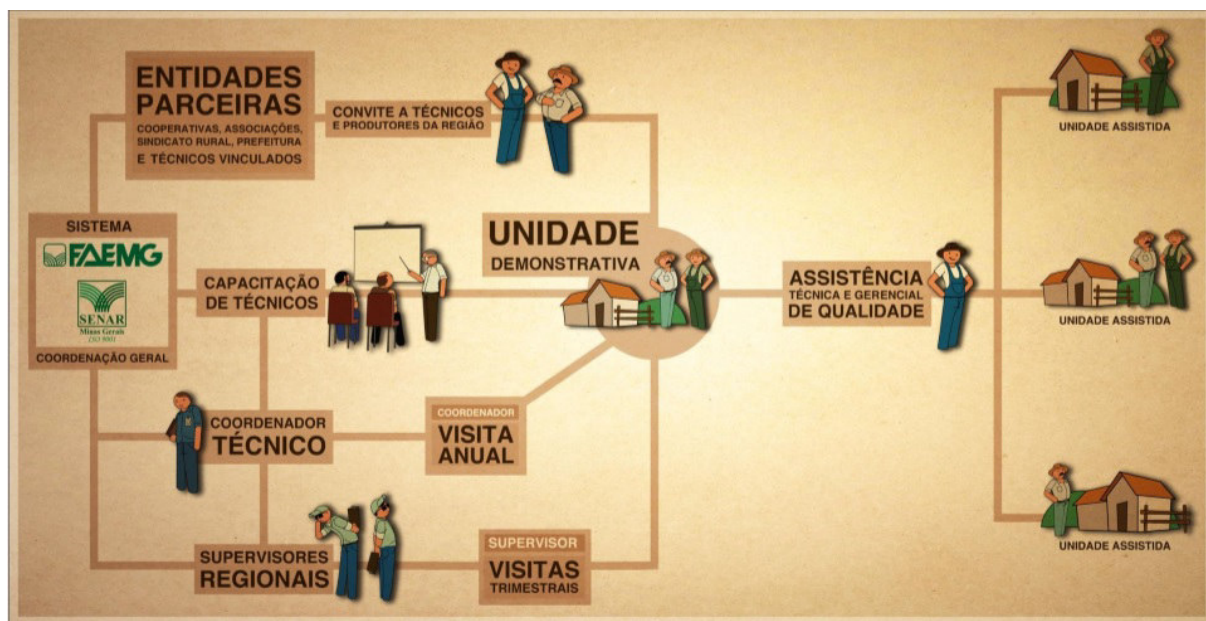 ENTIDADES
PARCEIRAS
COOPERATIVAS, ASSOCIAÇÕES,
SINDICATO RURAL, PREFEITURA
E TÉCNICOS VINCULADOS
CONVITE A TÉCNICOS
E PRODUTORES DA REGIÃO
SISTEMA
FAEMG
SENAR
Minas Gerais
ISO 9001
COORDENAÇÃO GERAL
CAPACITAÇÃO
DE TÉCNICOS
UNIDADE
DEMONSTRATIVA
COORDENADOR
TÉCNICO
COORDENADOR
VISITA
ANUAL
SUPERVISORES
REGIONAIS
SUPERVISOR
VISITAS
TRIMESTRAIS
ASSISTÊNCIA
TÉCNICA E GERENCIAL
DE QUALIDADE
UNIDADE ASSISTIDA
UNIDADE ASSISTIDA
UNIDADE ASSISTIDA